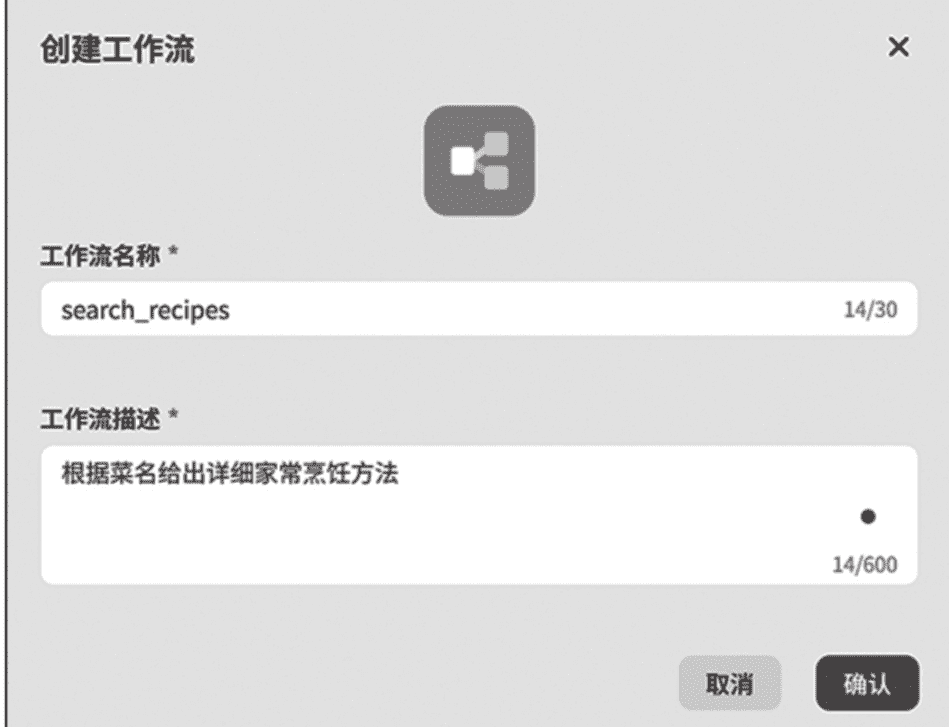 创建工作流
工作流名称 *
search_recipes 14/30
工作流描述 *
根据菜名给出详细家常烹饪方法
14/600
取消 确认